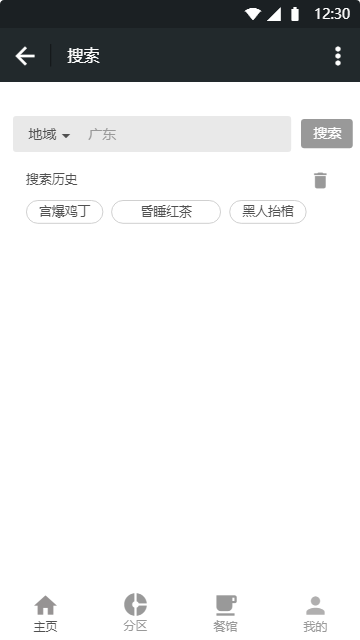 12:30
搜索
地域 广东 搜索
搜索历史
宫爆鸡丁 昏睡红茶 黑人抬棺
主页 分区 餐馆 我的